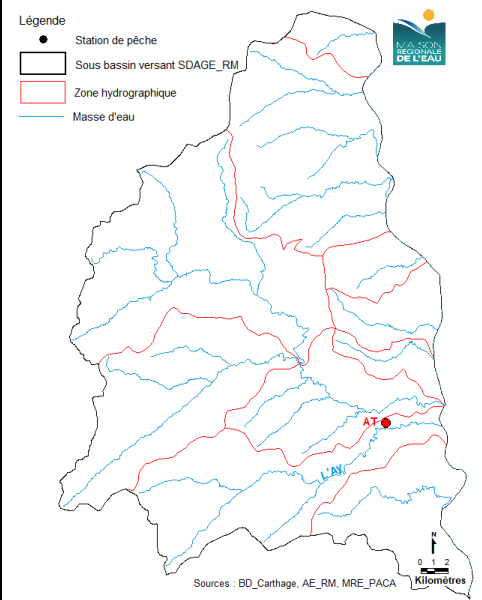 Légende
Station de pêche
Sous bassin versant SDAGE_RM
Zone hydrographique
Masse d'eau
MAISON
RÉGIONALE
DE L'EAU
AT
L'Ay
N
0 1 2
Kilomètres
Sources : BD_Carthage, AE_RM, MRE_PACA